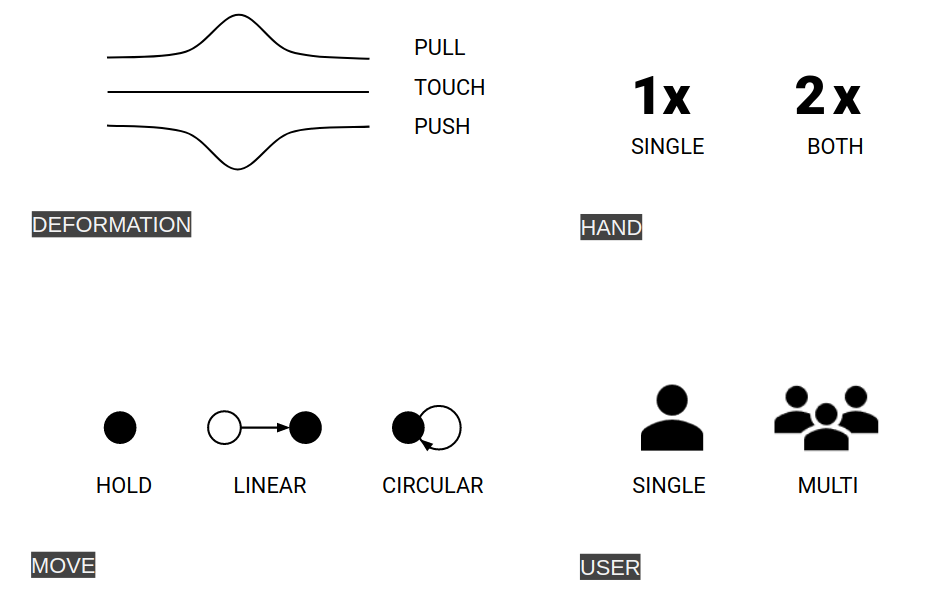 PULL
TOUCH
PUSH
DEFORMATION
1x 2x
SINGLE BOTH
HAND
HOLD LINEAR CIRCULAR
MOVE
SINGLE MULTI
USER